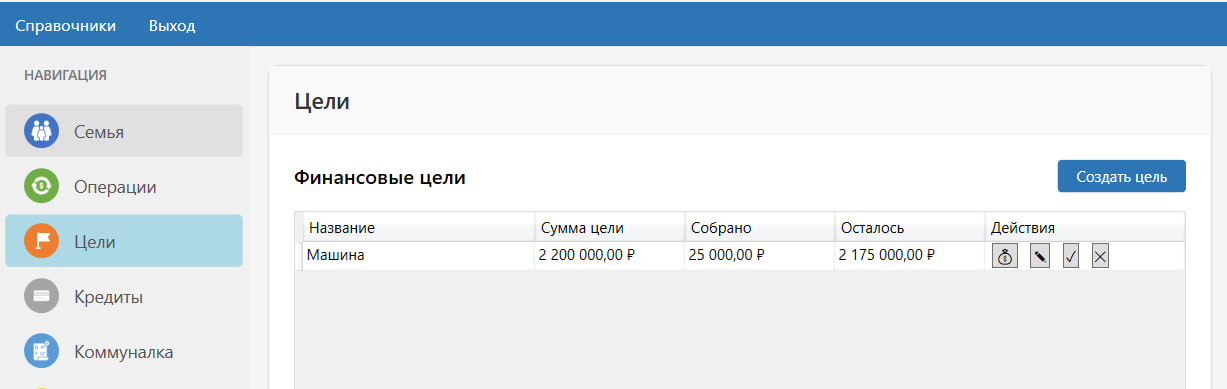 Справочники Выход
НАВИГАЦИЯ
Семья
Операции
Цели
Кредиты
Коммуналка
Цели
Финансовые цели Создать цель
Название Сумма цели Собрано Осталось Действия
Машина 2 200 000,00 ₽ 25 000,00 ₽ 2 175 000,00 ₽